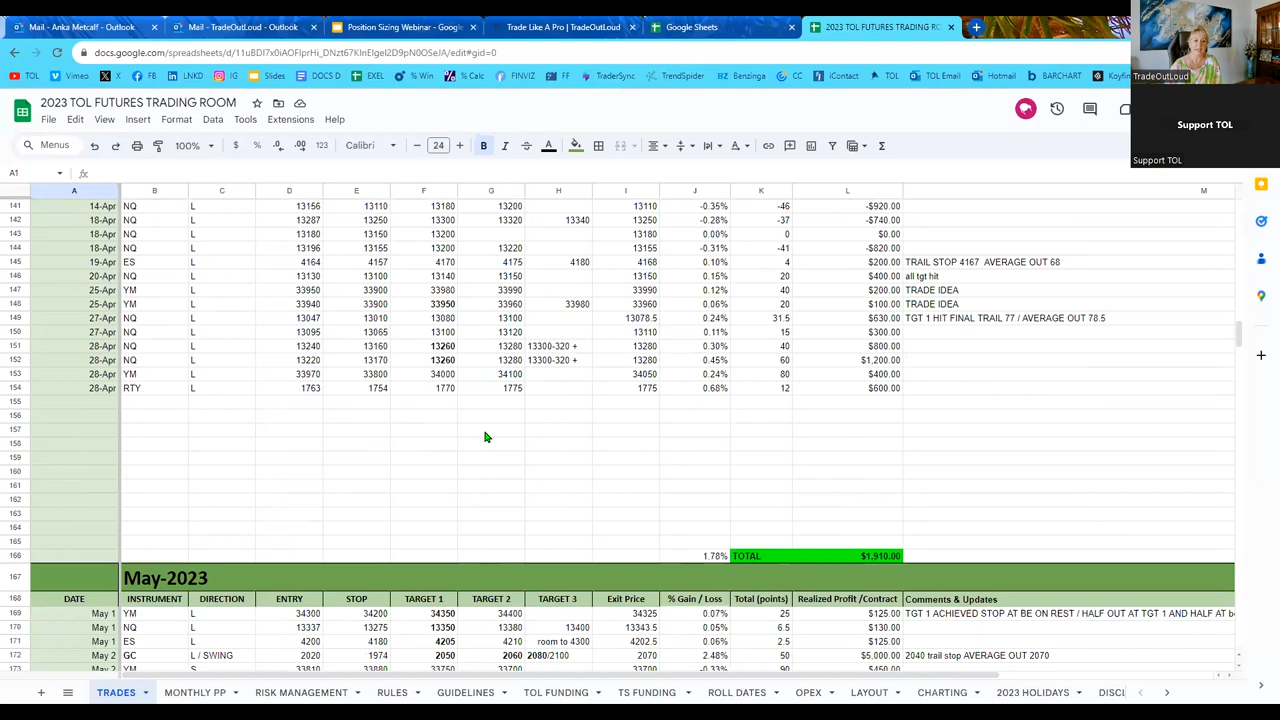 Mail - Anka Metcalf - Outlook
Mail - TradeOutLoud - Outlook
Position Sizing Webinar - Google
Trade Like A Pro | TradeOutLoud
Google Sheets
2023 TOL FUTURES TRADING ROO
docs.google.com/spreadsheets/d/11uBDI7x0iAOFIprHi_DNzt67KInElgeI2D9pN0OSeJA/edit#gid=0
TOL Vimeo X FB LNKD IG Slides DOCS D EXEL % Win % Calc FINVIZ FF TraderSync TrendSpider Benzinga CC iContact TOL TOL Email Hotmail BARCHART Koyfin
TradeOutLoud
Support TOL
Support TOL
2023 TOL FUTURES TRADING ROOM
File Edit View Insert Format Data Tools Extensions Help
Menus 100% $ % .0 .00 123 Calibri 24 B I A
A1 fx
A B C D E F G H I J K L M
141 14-Apr NQ L 13156 13110 13180 13200 13110 -0.35% -46 -$920.00
142 18-Apr NQ L 13287 13250 13300 13320 13340 13250 -0.28% -37 -$740.00
143 18-Apr NQ L 13180 13150 13200 13180 0.00% 0 $0.00
144 18-Apr NQ L 13196 13155 13200 13220 13155 -0.31% -41 -$820.00
145 19-Apr ES L 4164 4157 4170 4175 4180 4168 0.10% 4 $200.00 TRAIL STOP 4167 AVERAGE OUT 68
146 20-Apr NQ L 13130 13100 13140 13150 13150 0.15% 20 $400.00 all tgt hit
147 25-Apr YM L 33950 33900 33980 33990 33990 0.12% 40 $200.00 TRADE IDEA
148 25-Apr YM L 33940 33900 33950 33960 33980 33960 0.06% 20 $100.00 TRADE IDEA
149 27-Apr NQ L 13047 13010 13080 13100 13078.5 0.24% 31.5 $630.00 TGT 1 HIT FINAL TRAIL 77 / AVERAGE OUT 78.5
150 27-Apr NQ L 13095 13065 13100 13120 13110 0.11% 15 $300.00
151 28-Apr NQ L 13240 13160 13260 13280 13300-320 + 13280 0.30% 40 $800.00
152 28-Apr NQ L 13220 13170 13260 13280 13300-320 + 13280 0.45% 60 $1,200.00
153 28-Apr YM L 33970 33800 34000 34100 34050 0.24% 80 $400.00
154 28-Apr RTY L 1763 1754 1770 1775 1775 0.68% 12 $600.00
155
156
157
158
159
160
161
162
163
164
165
166 1.78% TOTAL $1,910.00
167 May-2023
168 DATE INSTRUMENT DIRECTION ENTRY STOP TARGET 1 TARGET 2 TARGET 3 Exit Price % Gain / Loss Total (points) Realized Profit /Contract Comments & Updates
169 May 1 YM L 34300 34200 34350 34400 34325 0.07% 25 $125.00 TGT 1 ACHIEVED STOP AT BE ON REST / HALF OUT AT TGT 1 AND HALF AT b
170 May 1 NQ L 13337 13275 13350 13380 13400 13343.5 0.05% 6.5 $130.00
171 May 1 ES L 4200 4180 4205 4210 room to 4300 4202.5 0.06% 2.5 $125.00
172 May 2 GC L / SWING 2020 1974 2050 2060 2080/2100 2070 2.48% 50 $5,000.00 2040 trail stop AVERAGE OUT 2070
173 May 2 YM S 33810 33880 33750 33700 33700 -0.33% 90 $450.00
TRADES MONTHLY PP RISK MANAGEMENT RULES GUIDELINES TOL FUNDING TS FUNDING ROLL DATES OPEX LAYOUT CHARTING 2023 HOLIDAYS DISCL